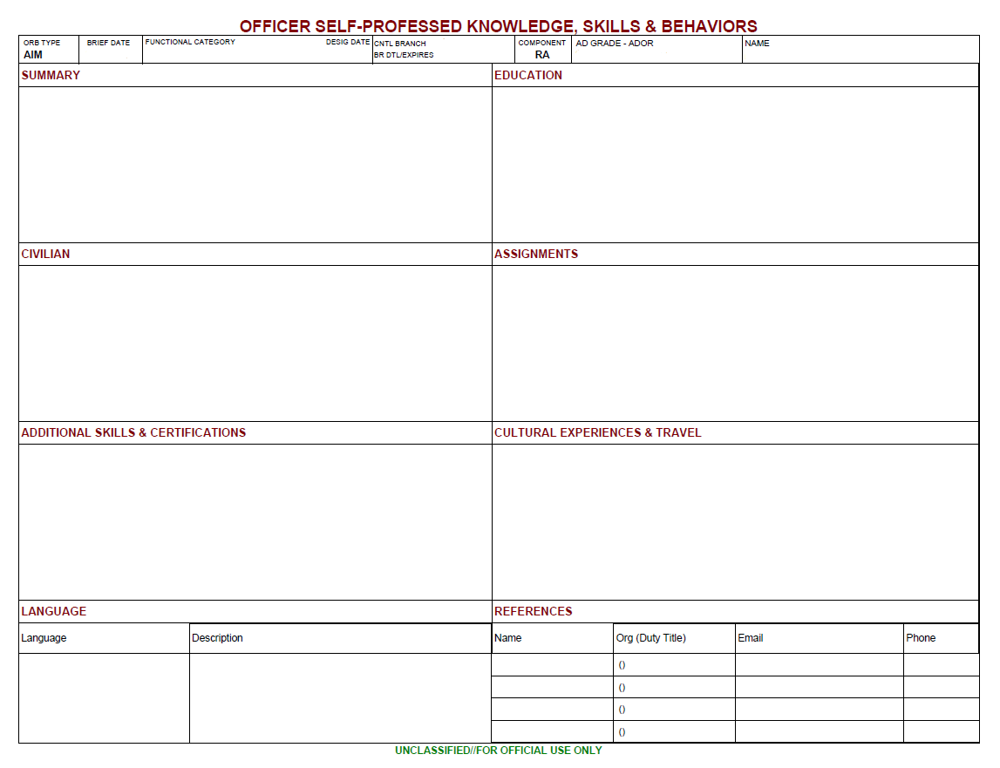 OFFICER SELF-PROFESSED KNOWLEDGE, SKILLS & BEHAVIORS
ORB TYPE
AIM
BRIEF DATE
FUNCTIONAL CATEGORY
DESIG DATE
CNTL BRANCH
BR DTL/EXPIRES
COMPONENT
RA
AD GRADE - ADOR
NAME
SUMMARY
EDUCATION
CIVILIAN
ASSIGNMENTS
ADDITIONAL SKILLS & CERTIFICATIONS
CULTURAL EXPERIENCES & TRAVEL
LANGUAGE
Language
Description
REFERENCES
Name
Org (Duty Title)
Email
Phone
()
()
()
()
UNCLASSIFIED//FOR OFFICIAL USE ONLY